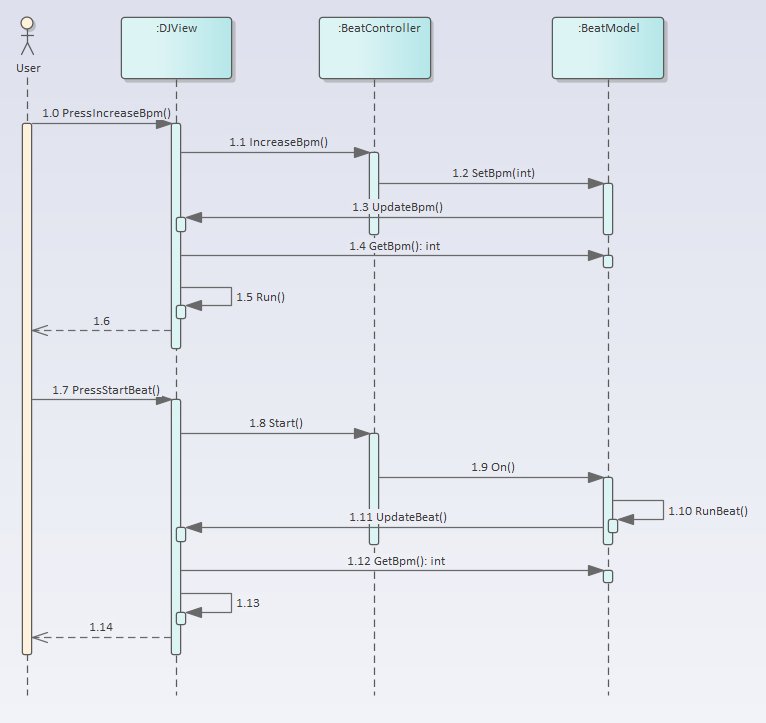 :DJView
:BeatController
:BeatModel
User
1.0 PressIncreaseBpm()
1.1 IncreaseBpm()
1.2 SetBpm(int)
1.3 UpdateBpm()
1.4 GetBpm(): int
1.5 Run()
1.6
1.7 PressStartBeat()
1.8 Start()
1.9 On()
1.10 RunBeat()
1.11 UpdateBeat()
1.12 GetBpm(): int
1.13
1.14